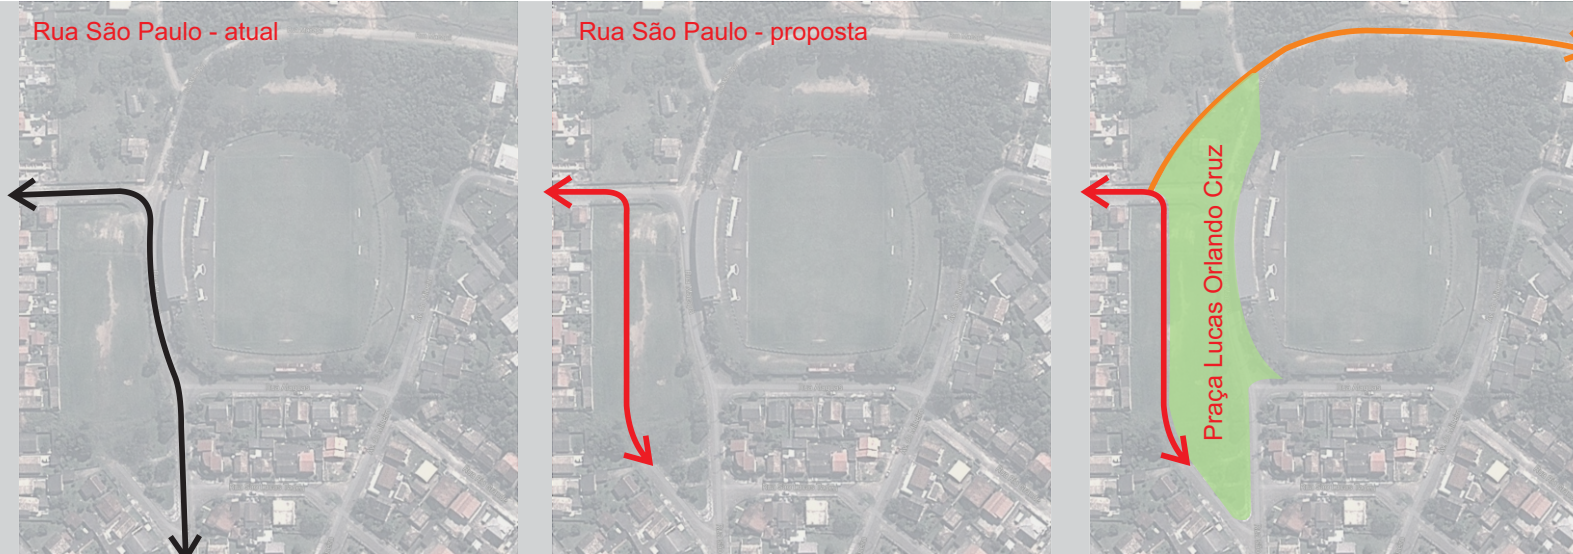 Rua São Paulo - atual
Rua São Paulo - proposta
Praça Lucas Orlando Cruz